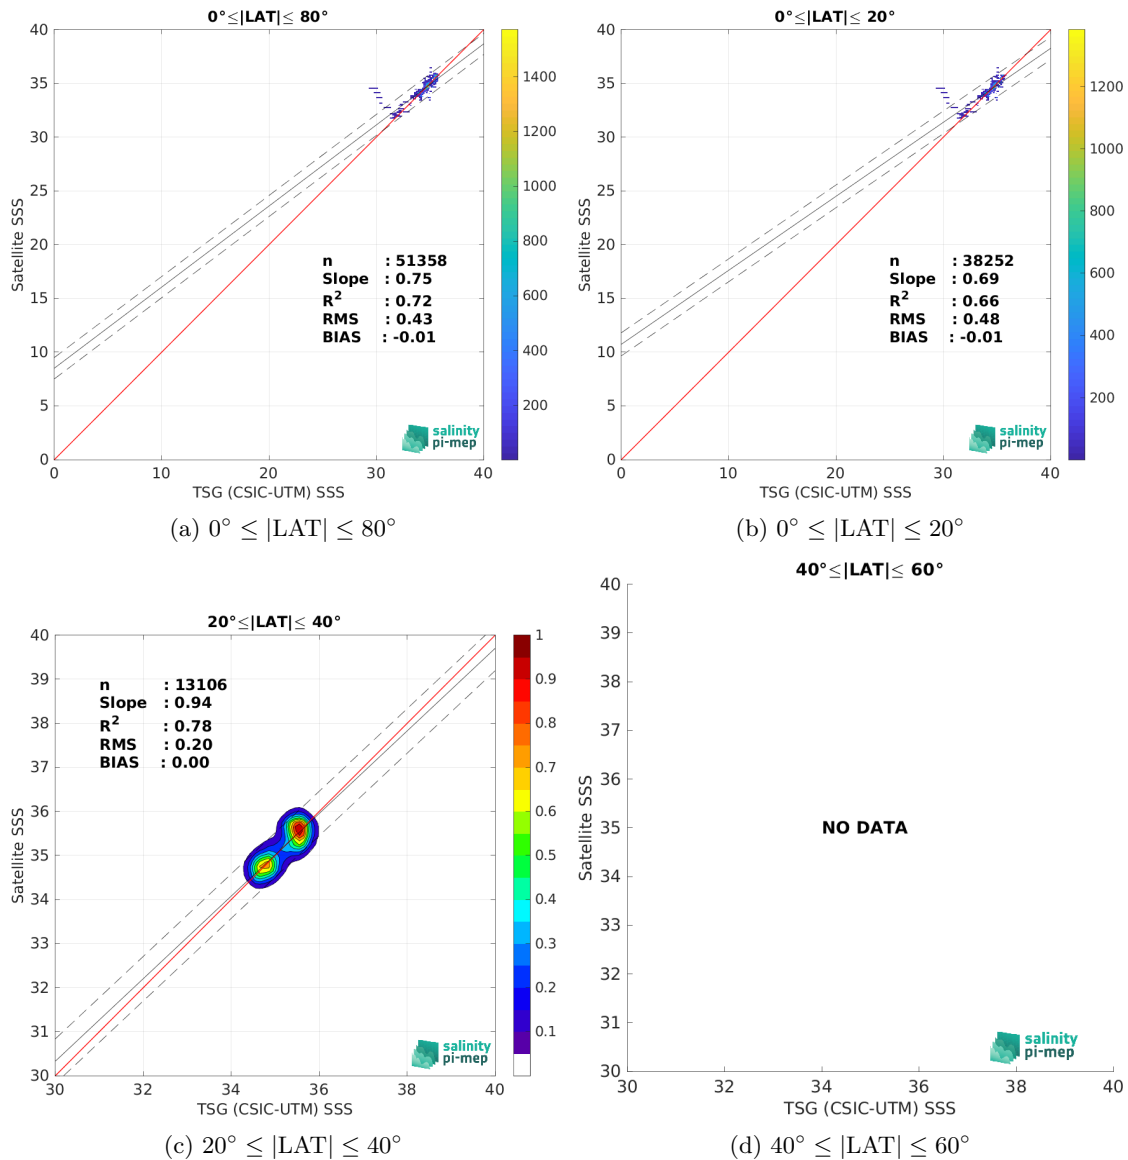 0°≤|LAT|≤ 80°
40
35
30
25
20
15
10
5
0
0
10
20
30
40
Satellite SSS
TSG (CSIC-UTM) SSS
n : 51358
Slope : 0.75
R² : 0.72
RMS : 0.43
BIAS : -0.01
salinity
pi-mep
1400
1200
1000
800
600
400
200
(a) 0° ≤ |LAT| ≤ 80°
0°≤|LAT|≤ 20°
40
35
30
25
20
15
10
5
0
0
10
20
30
40
Satellite SSS
TSG (CSIC-UTM) SSS
n : 38252
Slope : 0.69
R² : 0.66
RMS : 0.48
BIAS : -0.01
salinity
pi-mep
1200
1000
800
600
400
200
(b) 0° ≤ |LAT| ≤ 20°
20°≤|LAT|≤ 40°
40
39
38
37
36
35
34
33
32
31
30
30
32
34
36
38
40
Satellite SSS
TSG (CSIC-UTM) SSS
n : 13106
Slope : 0.94
R² : 0.78
RMS : 0.20
BIAS : 0.00
salinity
pi-mep
1
0.9
0.8
0.7
0.6
0.5
0.4
0.3
0.2
0.1
(c) 20° ≤ |LAT| ≤ 40°
40°≤|LAT|≤ 60°
40
39
38
37
36
35
34
33
32
31
30
30
32
34
36
38
40
Satellite SSS
TSG (CSIC-UTM) SSS
NO DATA
salinity
pi-mep
(d) 40° ≤ |LAT| ≤ 60°